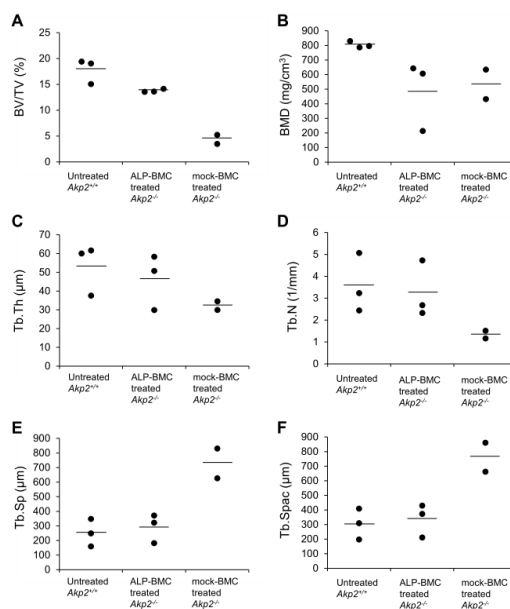 A
BV/TV (%)
25
20
15
10
5
0
Untreated
Akp2+/+
ALP-BMC
treated
Akp2-/-
mock-BMC
treated
Akp2-/-
B
BMD (mg/cm3)
900
800
700
600
500
400
300
200
100
0
Untreated
Akp2+/+
ALP-BMC
treated
Akp2-/-
mock-BMC
treated
Akp2-/-
C
Tb.Th (μm)
70
60
50
40
30
20
10
0
Untreated
Akp2+/+
ALP-BMC
treated
Akp2-/-
mock-BMC
treated
Akp2-/-
D
Tb.N (1/mm)
6
5
4
3
2
1
0
Untreated
Akp2+/+
ALP-BMC
treated
Akp2-/-
mock-BMC
treated
Akp2-/-
E
Tb.Sp (μm)
900
800
700
600
500
400
300
200
100
0
Untreated
Akp2+/+
ALP-BMC
treated
Akp2-/-
mock-BMC
treated
Akp2-/-
F
Tb.Spac (μm)
900
800
700
600
500
400
300
200
100
0
Untreated
Akp2+/+
ALP-BMC
treated
Akp2-/-
mock-BMC
treated
Akp2-/-